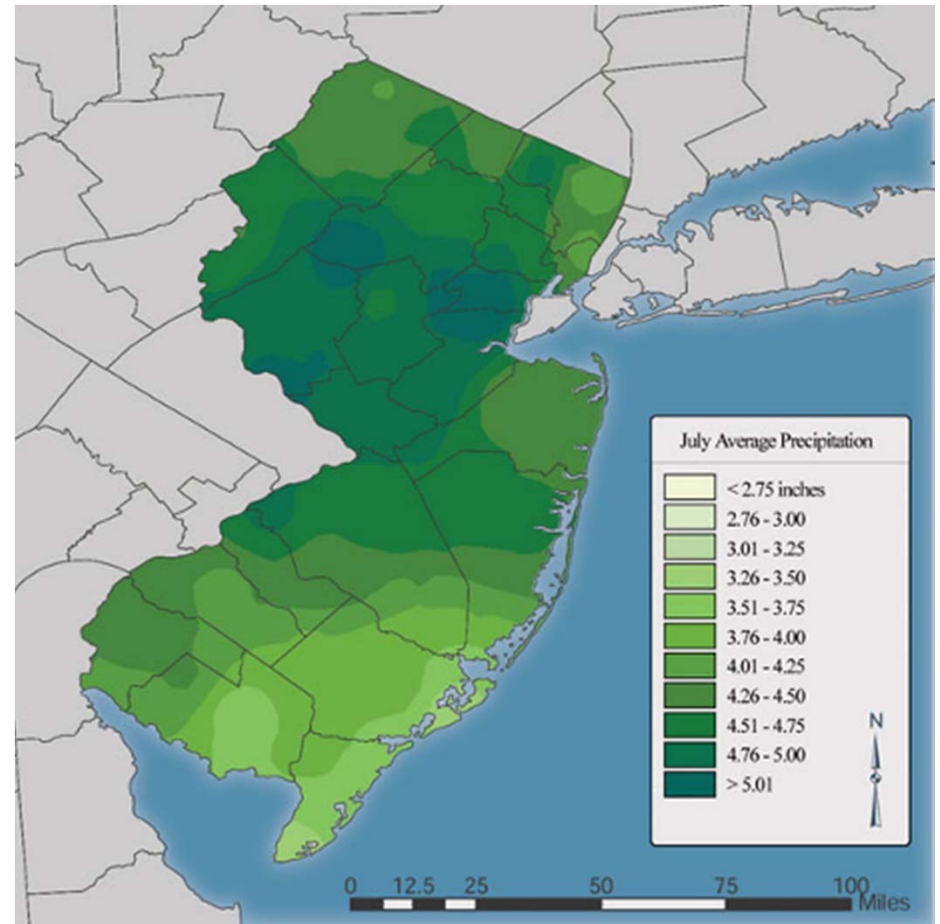 July Average Precipitation
< 2.75 inches
2.76 - 3.00
3.01 - 3.25
3.26 - 3.50
3.51 - 3.75
3.76 - 4.00
4.01 - 4.25
4.26 - 4.50
4.51 - 4.75
4.76 - 5.00
> 5.01
N
0 12.5 25 50 75 100
Miles